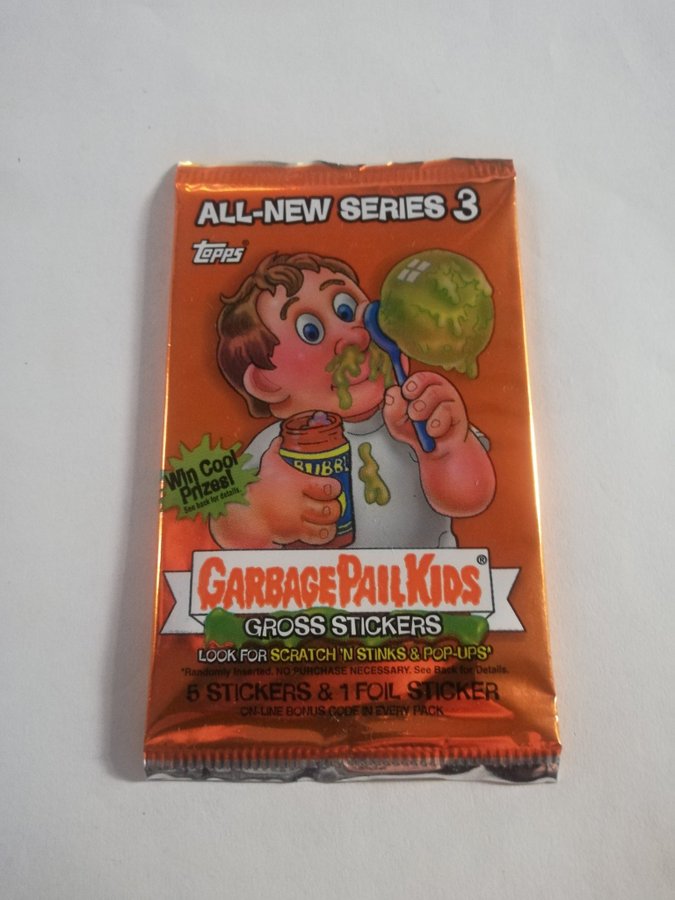 ALL-NEW SERIES 3
Topps®
BUBBL
Win Cool
Prizes!
See back for details.
GARBAGE PAIL KIDS®
GROSS STICKERS
LOOK FOR SCRATCH 'N STINKS & POP-UPS*
*Randomly Inserted. NO PURCHASE NECESSARY. See Back for Details.
5 STICKERS & 1 FOIL STICKER
ON-LINE BONUS CODE IN EVERY PACK